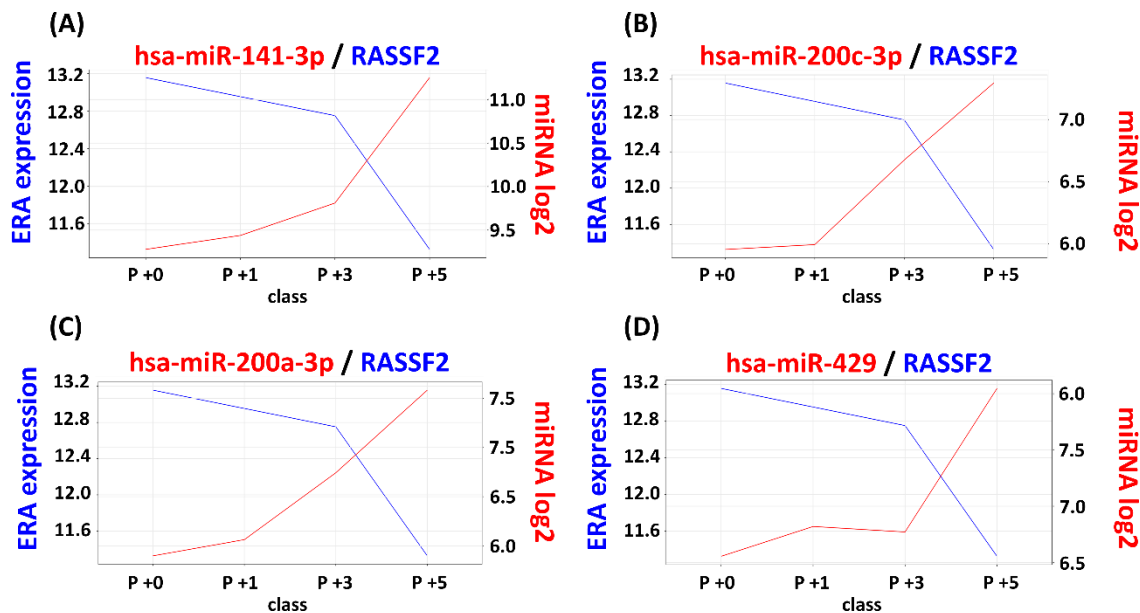 (A)
hsa-miR-141-3p / RASSF2
ERA expression
13.2
12.8
12.4
12.0
11.6
11.0
10.5
10.0
9.5
miRNA log2
P +0 P +1 P +3 P +5
class
(B)
hsa-miR-200c-3p / RASSF2
ERA expression
13.2
12.8
12.4
12.0
11.6
7.0
6.5
6.0
miRNA log2
P +0 P +1 P +3 P +5
class
(C)
hsa-miR-200a-3p / RASSF2
ERA expression
13.2
12.8
12.4
12.0
11.6
7.5
7.5
6.5
6.0
miRNA log2
P +0 P +1 P +3 P +5
class
(D)
hsa-miR-429 / RASSF2
ERA expression
13.2
12.8
12.4
12.0
11.6
6.0
7.5
7.0
6.5
miRNA log2
P +0 P +1 P +3 P +5
class